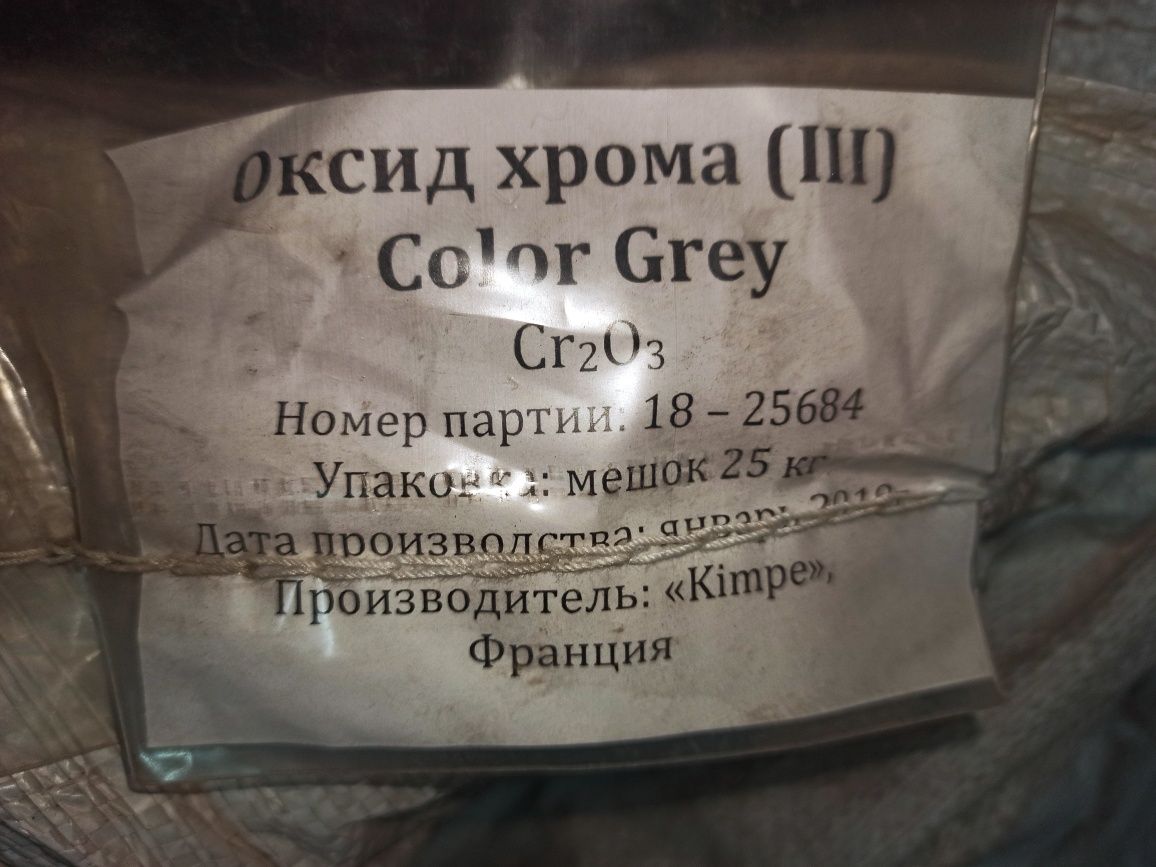 Оксид хрома (III)
Color Grey
Cr₂O₃
Номер партии: 18 – 25684
Упаковка: мешок 25 кг
Дата производства: январь
Производитель: «Kimpe»,
Франция